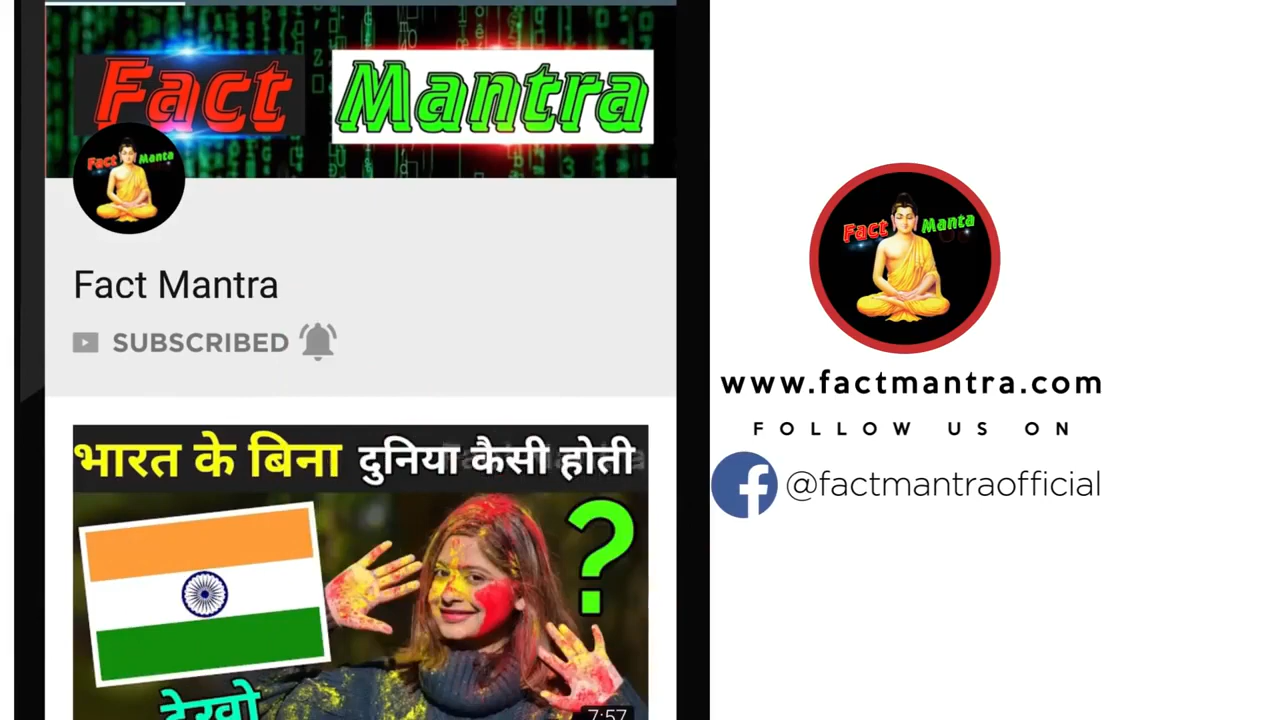 Fact Mantra
Fact Manta
Fact Mantra
SUBSCRIBED
भारत के बिना दुनिया कैसी होती
?
देखो
7:57
Fact Manta
www.factmantra.com
FOLLOW US ON
f @factmantraofficial